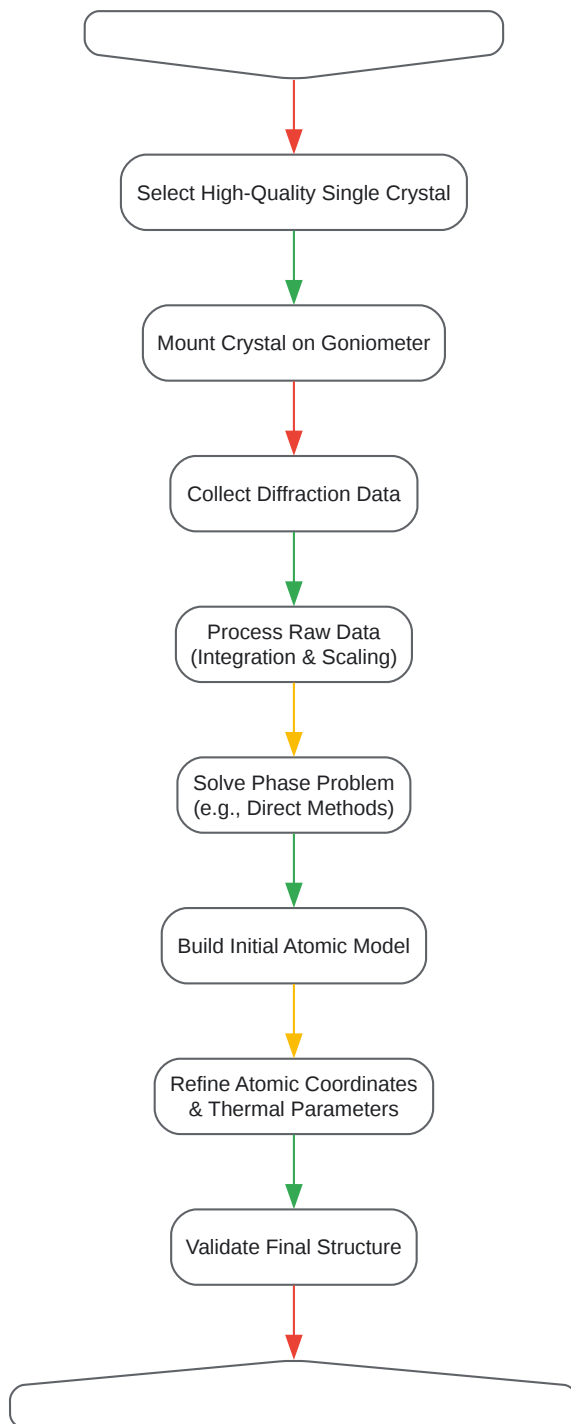 Select High-Quality Single Crystal
Mount Crystal on Goniometer
Collect Diffraction Data
Process Raw Data
(Integration & Scaling)
Solve Phase Problem
(e.g., Direct Methods)
Build Initial Atomic Model
Refine Atomic Coordinates
& Thermal Parameters
Validate Final Structure